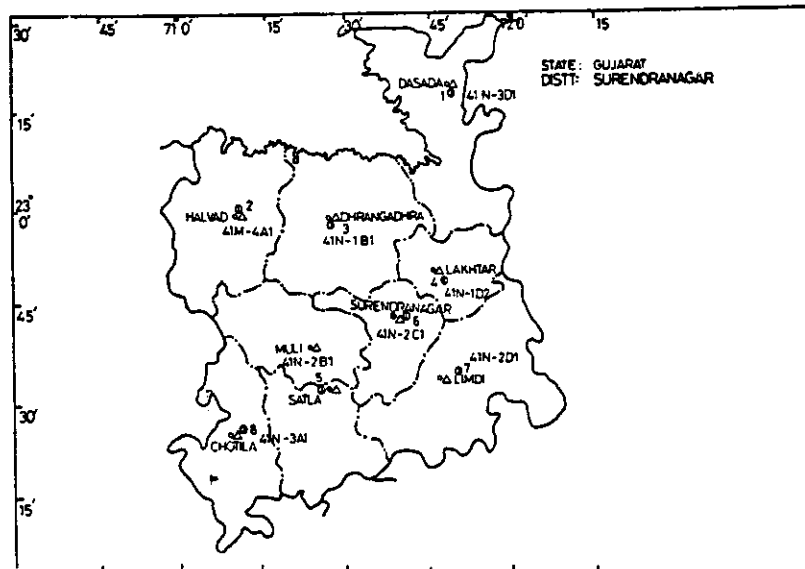 30' 45' 71°0' 15' 30' 45' 72°0' 15'
STATE: GUJARAT
DISTT: SURENDRANAGAR
DASADA
1 41N-3D1
15'
HALVAD 2
41M-4A1
DHRANGADHRA
3
41N-1B1
23°
0'
LAKHTAR
4
41N-1D2
45'
SURENDRANAGAR
6
41N-2C1
MULI
41N-2B1
41N-2D1
7
LIMDI
5
SAYLA
30'
8
CHOTILA 41N-3A1
15'